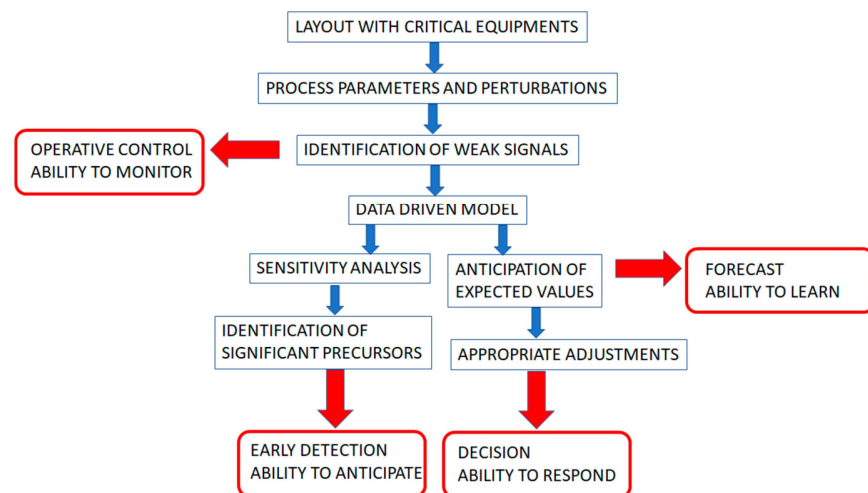 LAYOUT WITH CRITICAL EQUIPMENTS
PROCESS PARAMETERS AND PERTURBATIONS
IDENTIFICATION OF WEAK SIGNALS
OPERATIVE CONTROL
ABILITY TO MONITOR
DATA DRIVEN MODEL
SENSITIVITY ANALYSIS
ANTICIPATION OF
EXPECTED VALUES
FORECAST
ABILITY TO LEARN
IDENTIFICATION OF
SIGNIFICANT PRECURSORS
APPROPRIATE ADJUSTMENTS
EARLY DETECTION
ABILITY TO ANTICIPATE
DECISION
ABILITY TO RESPOND